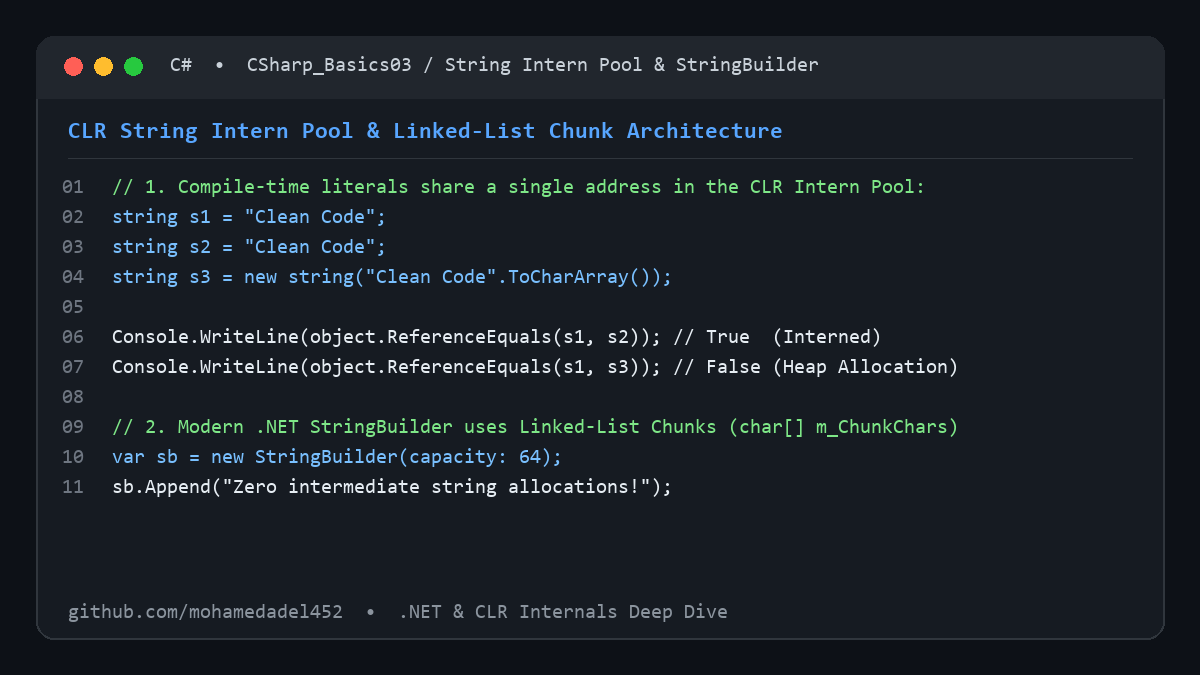 C#  •  CSharp_Basics03 / String Intern Pool & StringBuilder
CLR String Intern Pool & Linked-List Chunk Architecture
01 // 1. Compile-time literals share a single address in the CLR Intern Pool:
02 string s1 = "Clean Code";
03 string s2 = "Clean Code";
04 string s3 = new string("Clean Code".ToCharArray());
05
06 Console.WriteLine(object.ReferenceEquals(s1, s2)); // True  (Interned)
07 Console.WriteLine(object.ReferenceEquals(s1, s3)); // False (Heap Allocation)
08
09 // 2. Modern .NET StringBuilder uses Linked-List Chunks (char[] m_ChunkChars)
10 var sb = new StringBuilder(capacity: 64);
11 sb.Append("Zero intermediate string allocations!");
github.com/mohamedadel452  •  .NET & CLR Internals Deep Dive